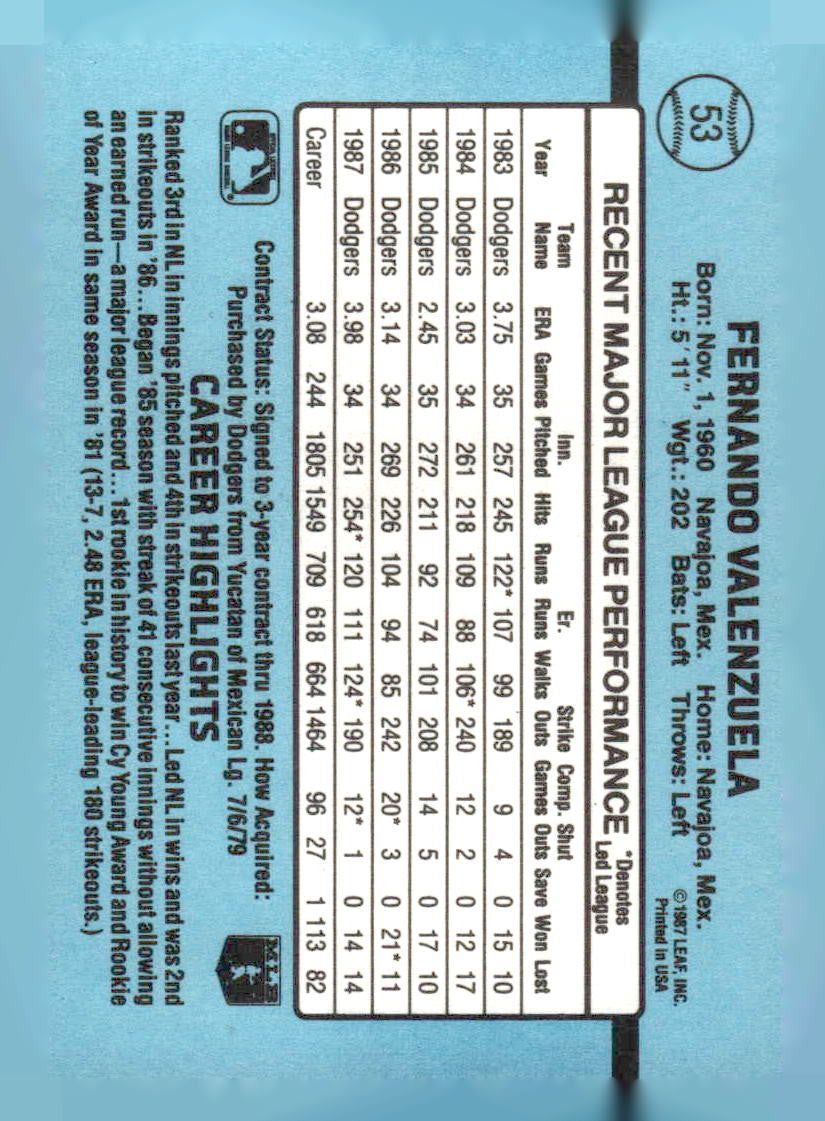 53
FERNANDO VALENZUELA
Born: Nov. 1, 1960 Navajoa, Mex. Home: Navajoa, Mex.
Ht.: 5'11" Wgt.: 202 Bats: Left Throws: Left
©1987 LEAF, INC.
Printed in USA
RECENT MAJOR LEAGUE PERFORMANCE *Denotes Led League
Team Inn. Er. Strike Comp. Shut
Year Name ERA Games Pitched Hits Runs Runs Walks Outs Games Outs Save Won Lost
1983 Dodgers 3.75 35 257 245 122* 107 99 189 9 4 0 15 10
1984 Dodgers 3.03 34 261 218 109 88 106* 240 12 2 0 12 17
1985 Dodgers 2.45 35 272 211 92 74 101 208 14 5 0 17 10
1986 Dodgers 3.14 34 269 226 104 94 85 242 20* 3 0 21* 11
1987 Dodgers 3.98 34 251 254* 120 111 124* 190 12* 1 0 14 14
Career 3.08 244 1805 1549 709 618 664 1464 96 27 1 113 82
Contract Status: Signed to 3-year contract thru 1988. How Acquired:
Purchased by Dodgers from Yucatan of Mexican Lg. 7/6/79
MLB
CAREER HIGHLIGHTS
Ranked 3rd in NL in innings pitched and 4th in strikeouts last year...Led NL in wins and was 2nd
in strikeouts in '86...Began '85 season with streak of 41 consecutive innings without allowing
an earned run—a major league record...1st rookie in history to win Cy Young Award and Rookie
of Year Award in same season in '81 (13-7, 2.48 ERA, league-leading 180 strikeouts.)